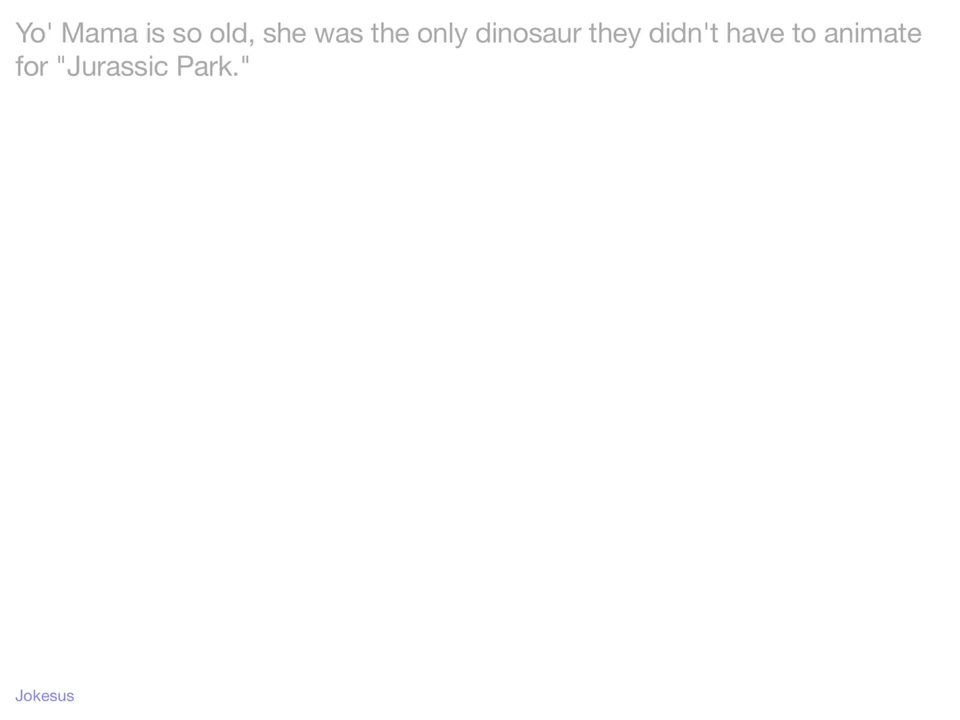 Yo' Mama is so old, she was the only dinosaur they didn't have to animate
for "Jurassic Park."
Jokesus